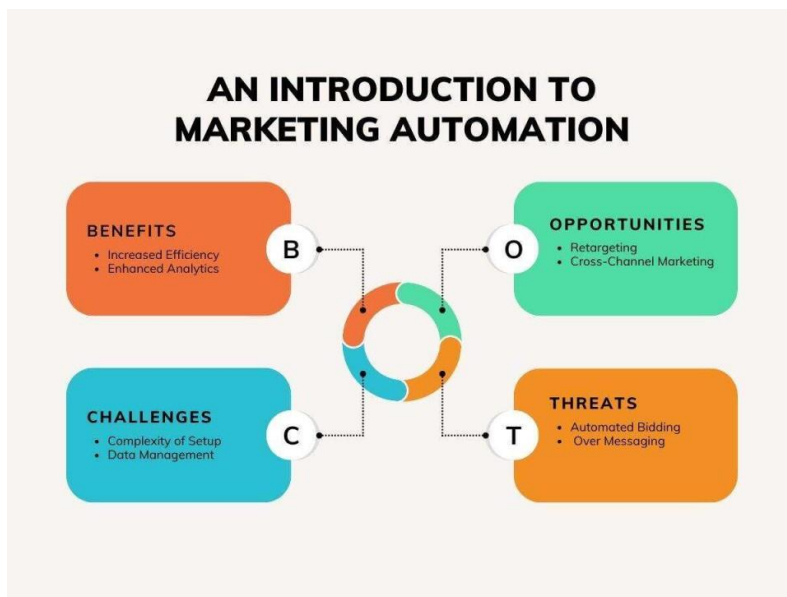 AN INTRODUCTION TO
MARKETING AUTOMATION
BENEFITS
• Increased Efficiency
• Enhanced Analytics
B
OPPORTUNITIES
• Retargeting
• Cross-Channel Marketing
O
CHALLENGES
• Complexity of Setup
• Data Management
C
THREATS
• Automated Bidding
• Over Messaging
T